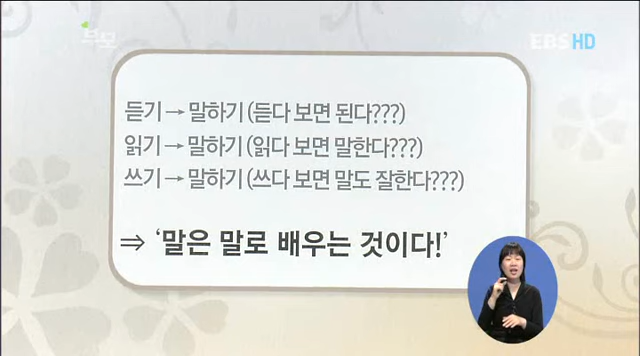 부모
EBS HD
듣기 → 말하기 (듣다 보면 된다???)
읽기 → 말하기 (읽다 보면 말한다???)
쓰기 → 말하기 (쓰다 보면 말도 잘한다???)
⇒ ‘말은 말로 배우는 것이다!’